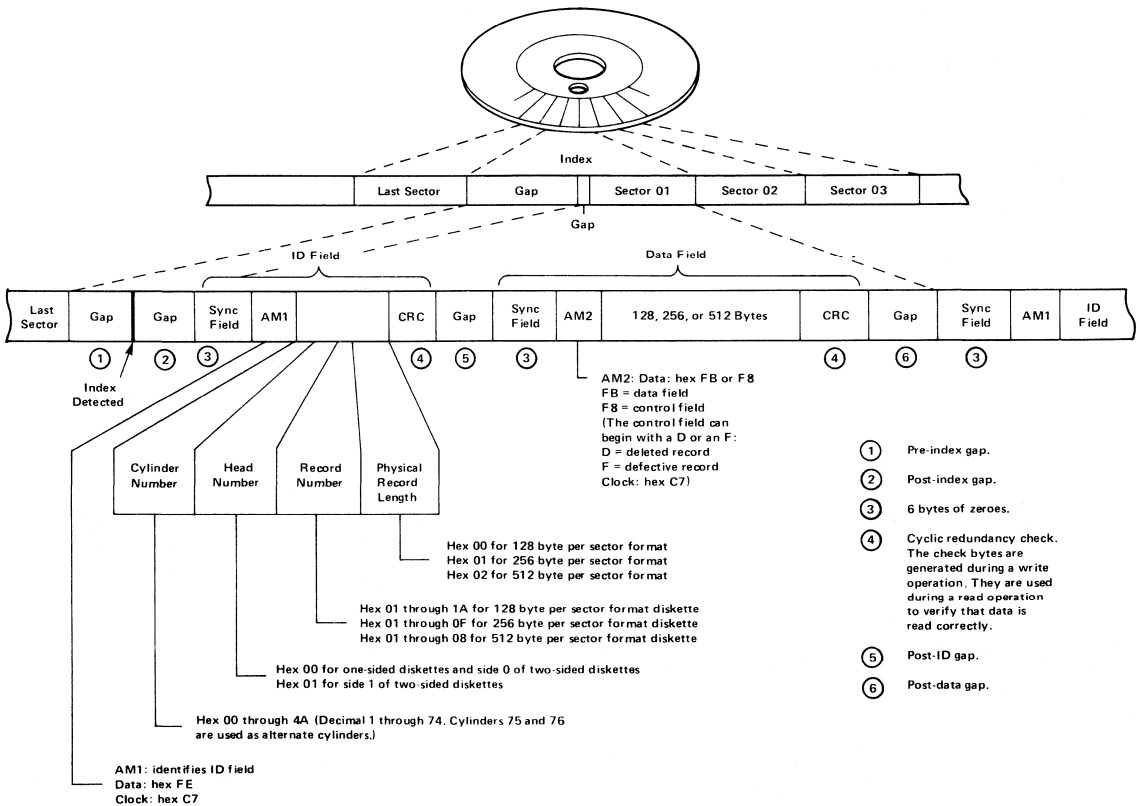 Index
Last Sector
Gap
Sector 01
Sector 02
Sector 03
Gap
ID Field
Data Field
Last
Sector
Gap
Gap
Sync
Field
AM1
CRC
Gap
Sync
Field
AM2
128, 256, or 512 Bytes
CRC
Gap
Sync
Field
AM1
ID
Field
1
2
3
4
5
3
4
6
3
Index
Detected
AM2: Data: hex FB or F8
FB = data field
F8 = control field
(The control field can
begin with a D or an F:
D = deleted record
F = defective record
Clock: hex C7)
Cylinder
Number
Head
Number
Record
Number
Physical
Record
Length
Hex 00 for 128 byte per sector format
Hex 01 for 256 byte per sector format
Hex 02 for 512 byte per sector format
Hex 01 through 1A for 128 byte per sector format diskette
Hex 01 through 0F for 256 byte per sector format diskette
Hex 01 through 08 for 512 byte per sector format diskette
Hex 00 for one-sided diskettes and side 0 of two-sided diskettes
Hex 01 for side 1 of two-sided diskettes
Hex 00 through 4A (Decimal 1 through 74. Cylinders 75 and 76
are used as alternate cylinders.)
AM1: identifies ID field
Data: hex FE
Clock: hex C7
1 Pre-index gap.
2 Post-index gap.
3 6 bytes of zeroes.
4 Cyclic redundancy check.
The check bytes are
generated during a write
operation. They are used
during a read operation
to verify that data is
read correctly.
5 Post-ID gap.
6 Post-data gap.